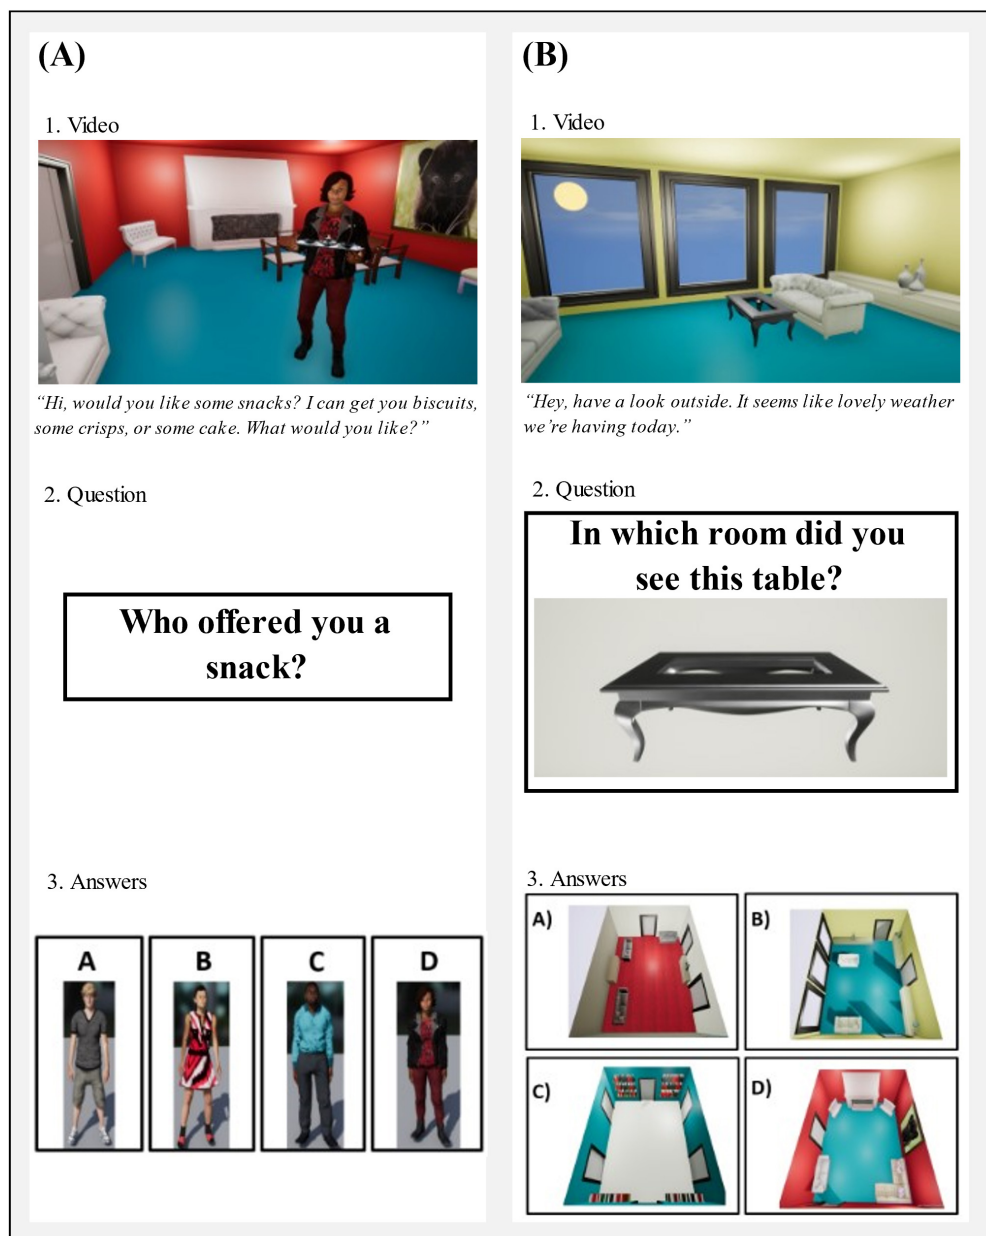 (A)
1. Video
“Hi, would you like some snacks? I can get you biscuits,
some crisps, or some cake. What would you like?”
2. Question
Who offered you a
snack?
3. Answers
A
B
C
D
(B)
1. Video
“Hey, have a look outside. It seems like lovely weather
we’re having today.”
2. Question
In which room did you
see this table?
3. Answers
A)
B)
C)
D)